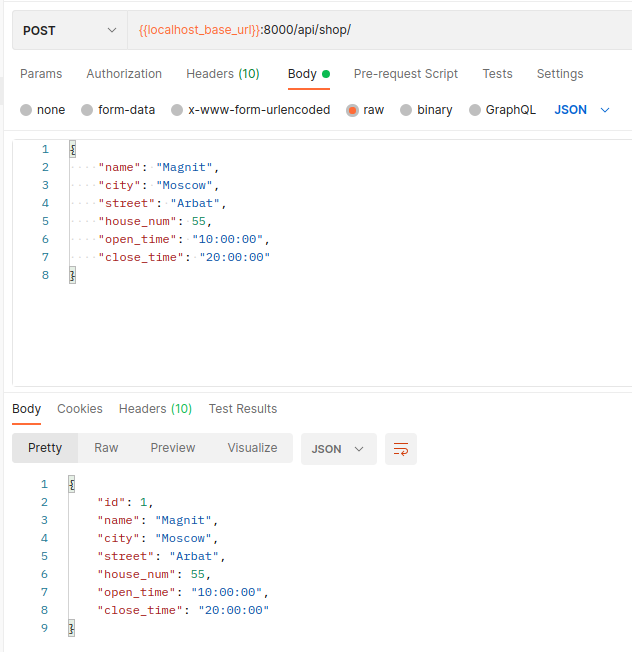 POST {{localhost_base_url}}:8000/api/shop/
Params Authorization Headers (10) Body Pre-request Script Tests Settings
none form-data x-www-form-urlencoded raw binary GraphQL JSON
1 {
2 "name": "Magnit",
3 "city": "Moscow",
4 "street": "Arbat",
5 "house_num": 55,
6 "open_time": "10:00:00",
7 "close_time": "20:00:00"
8 }
Body Cookies Headers (10) Test Results
Pretty Raw Preview Visualize JSON
1 {
2 "id": 1,
3 "name": "Magnit",
4 "city": "Moscow",
5 "street": "Arbat",
6 "house_num": 55,
7 "open_time": "10:00:00",
8 "close_time": "20:00:00"
9 }